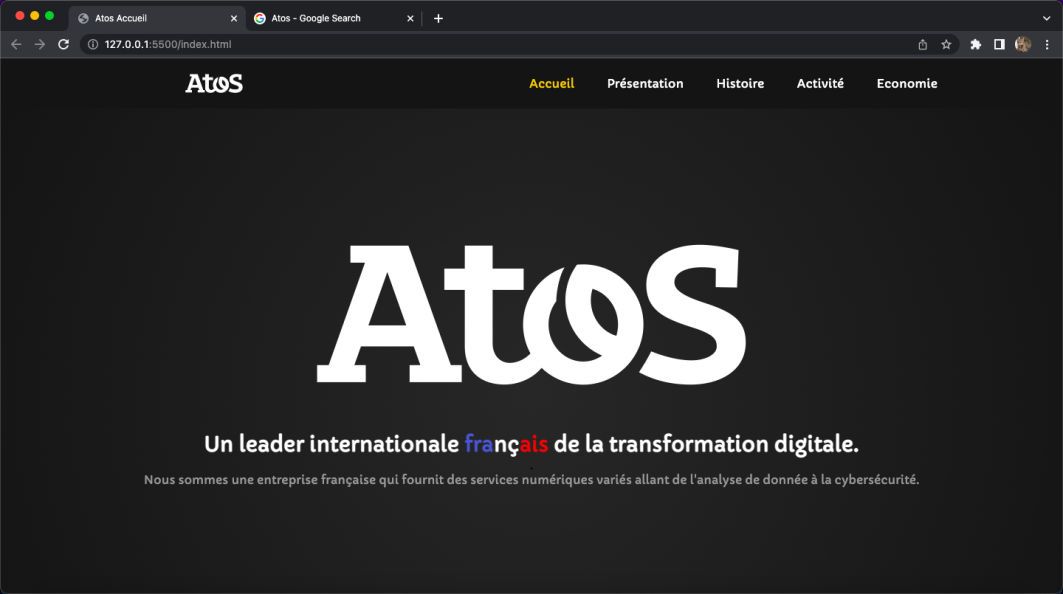 Atos Accueil
Atos - Google Search
127.0.0.1:5500/index.html
Atos Accueil Présentation Histoire Activité Economie
Atos
Un leader internationale français de la transformation digitale.
Nous sommes une entreprise française qui fournit des services numériques variés allant de l'analyse de donnée à la cybersécurité.